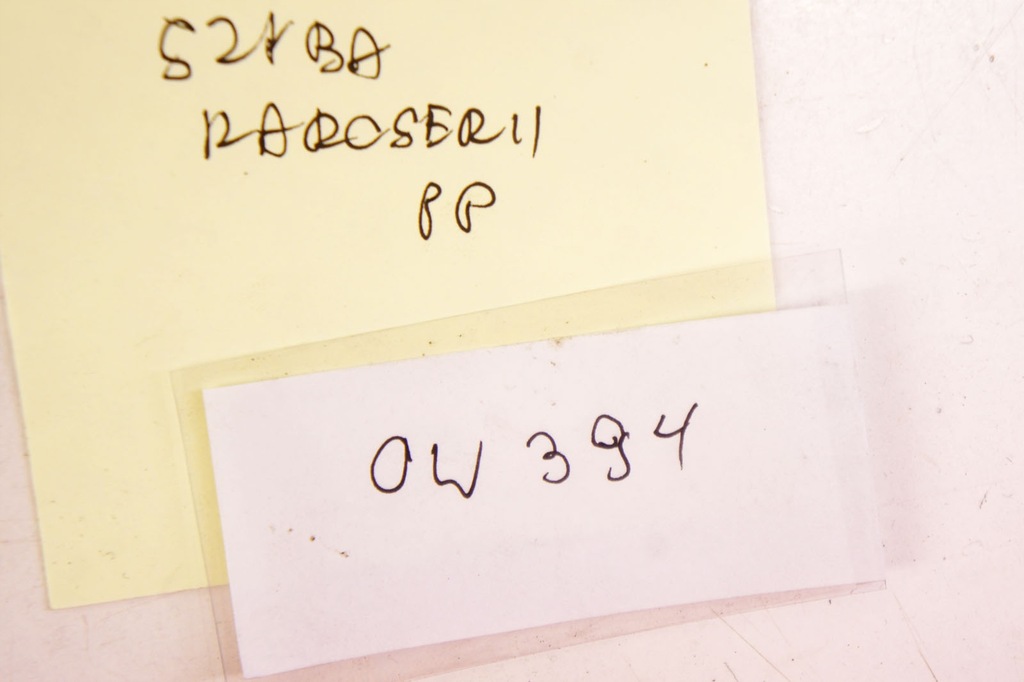 SZYBA
KAROSERII
PP
OW 394